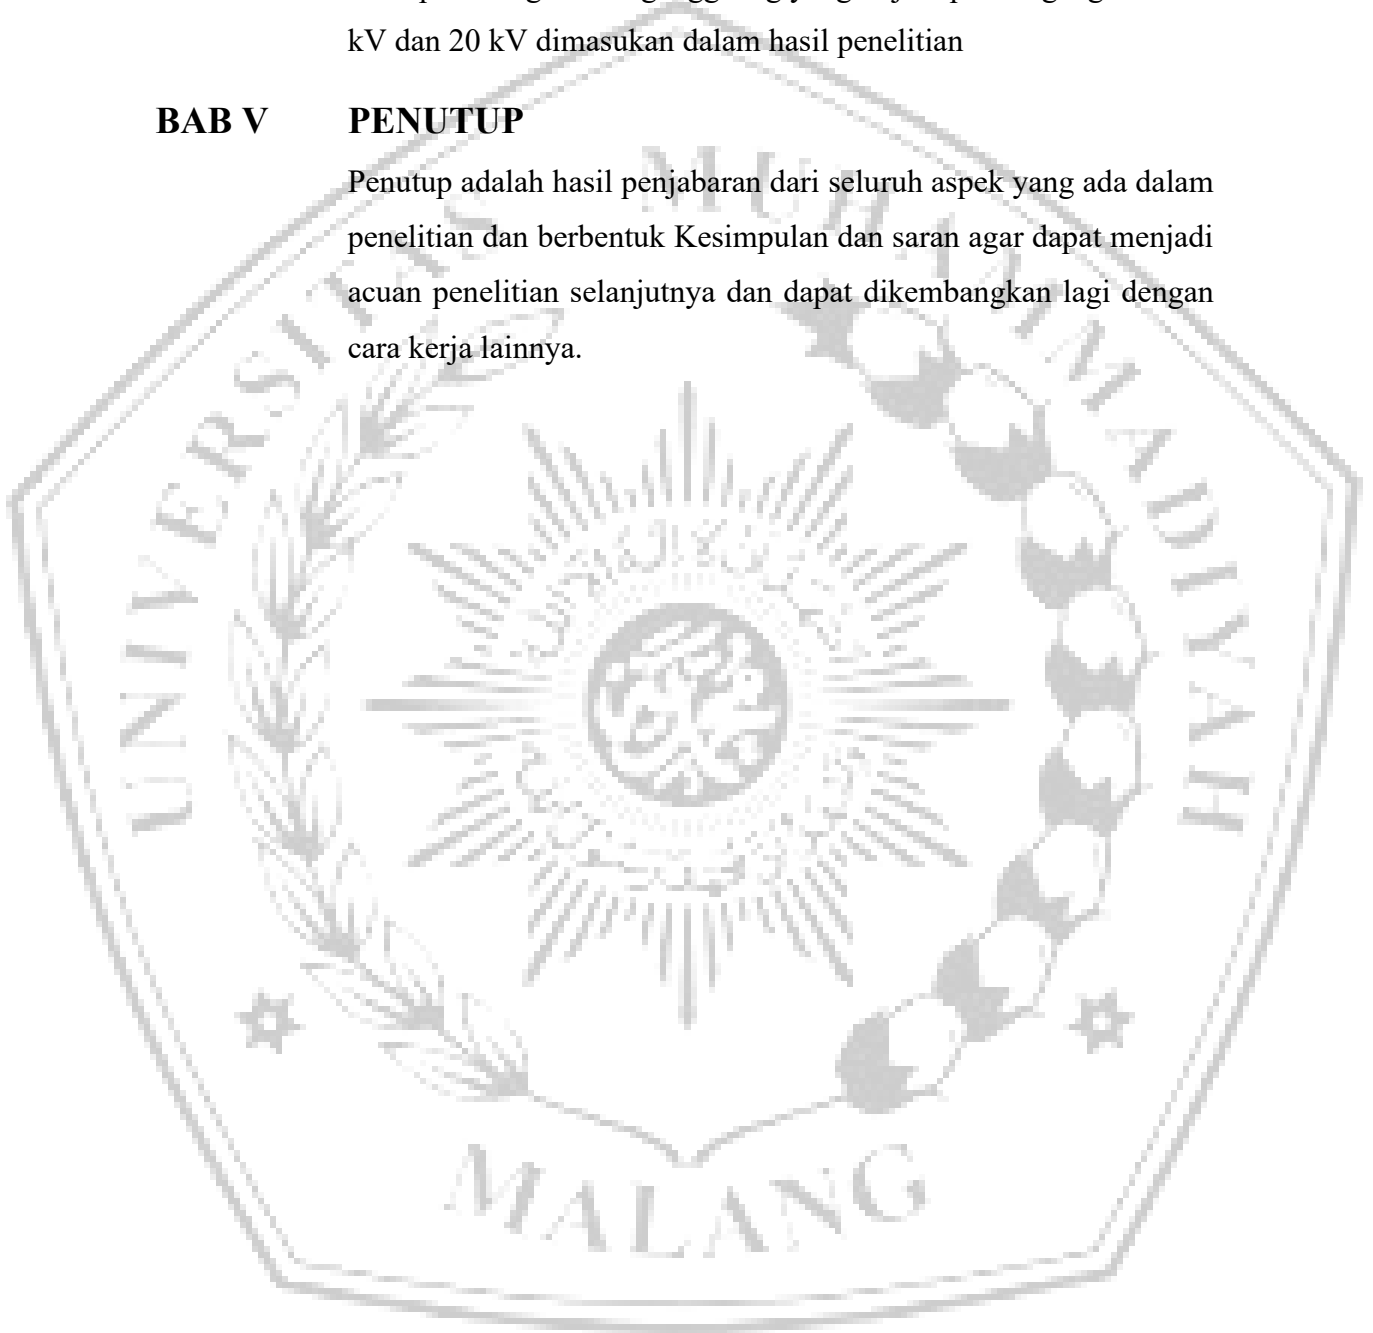 kV dan 20 kV dimasukan dalam hasil penelitian
BAB V PENUTUP
Penutup adalah hasil penjabaran dari seluruh aspek yang ada dalam
penelitian dan berbentuk Kesimpulan dan saran agar dapat menjadi
acuan penelitian selanjutnya dan dapat dikembangkan lagi dengan
cara kerja lainnya.
UNIVERSITAS MUHAMMADIYAH
MALANG